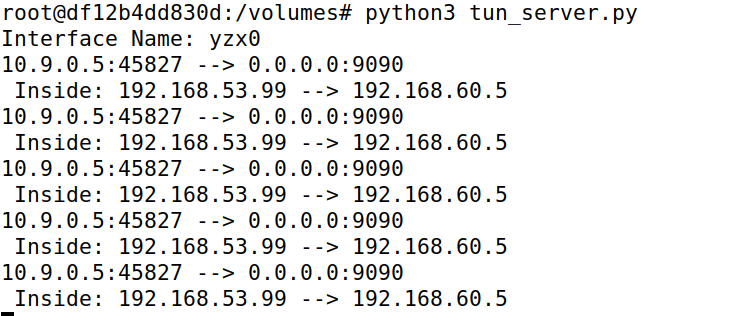 root@df12b4dd830d:/volumes# python3 tun_server.py
Interface Name: yzx0
10.9.0.5:45827 --> 0.0.0.0:9090
 Inside: 192.168.53.99 --> 192.168.60.5
10.9.0.5:45827 --> 0.0.0.0:9090
 Inside: 192.168.53.99 --> 192.168.60.5
10.9.0.5:45827 --> 0.0.0.0:9090
 Inside: 192.168.53.99 --> 192.168.60.5
10.9.0.5:45827 --> 0.0.0.0:9090
 Inside: 192.168.53.99 --> 192.168.60.5
10.9.0.5:45827 --> 0.0.0.0:9090
 Inside: 192.168.53.99 --> 192.168.60.5